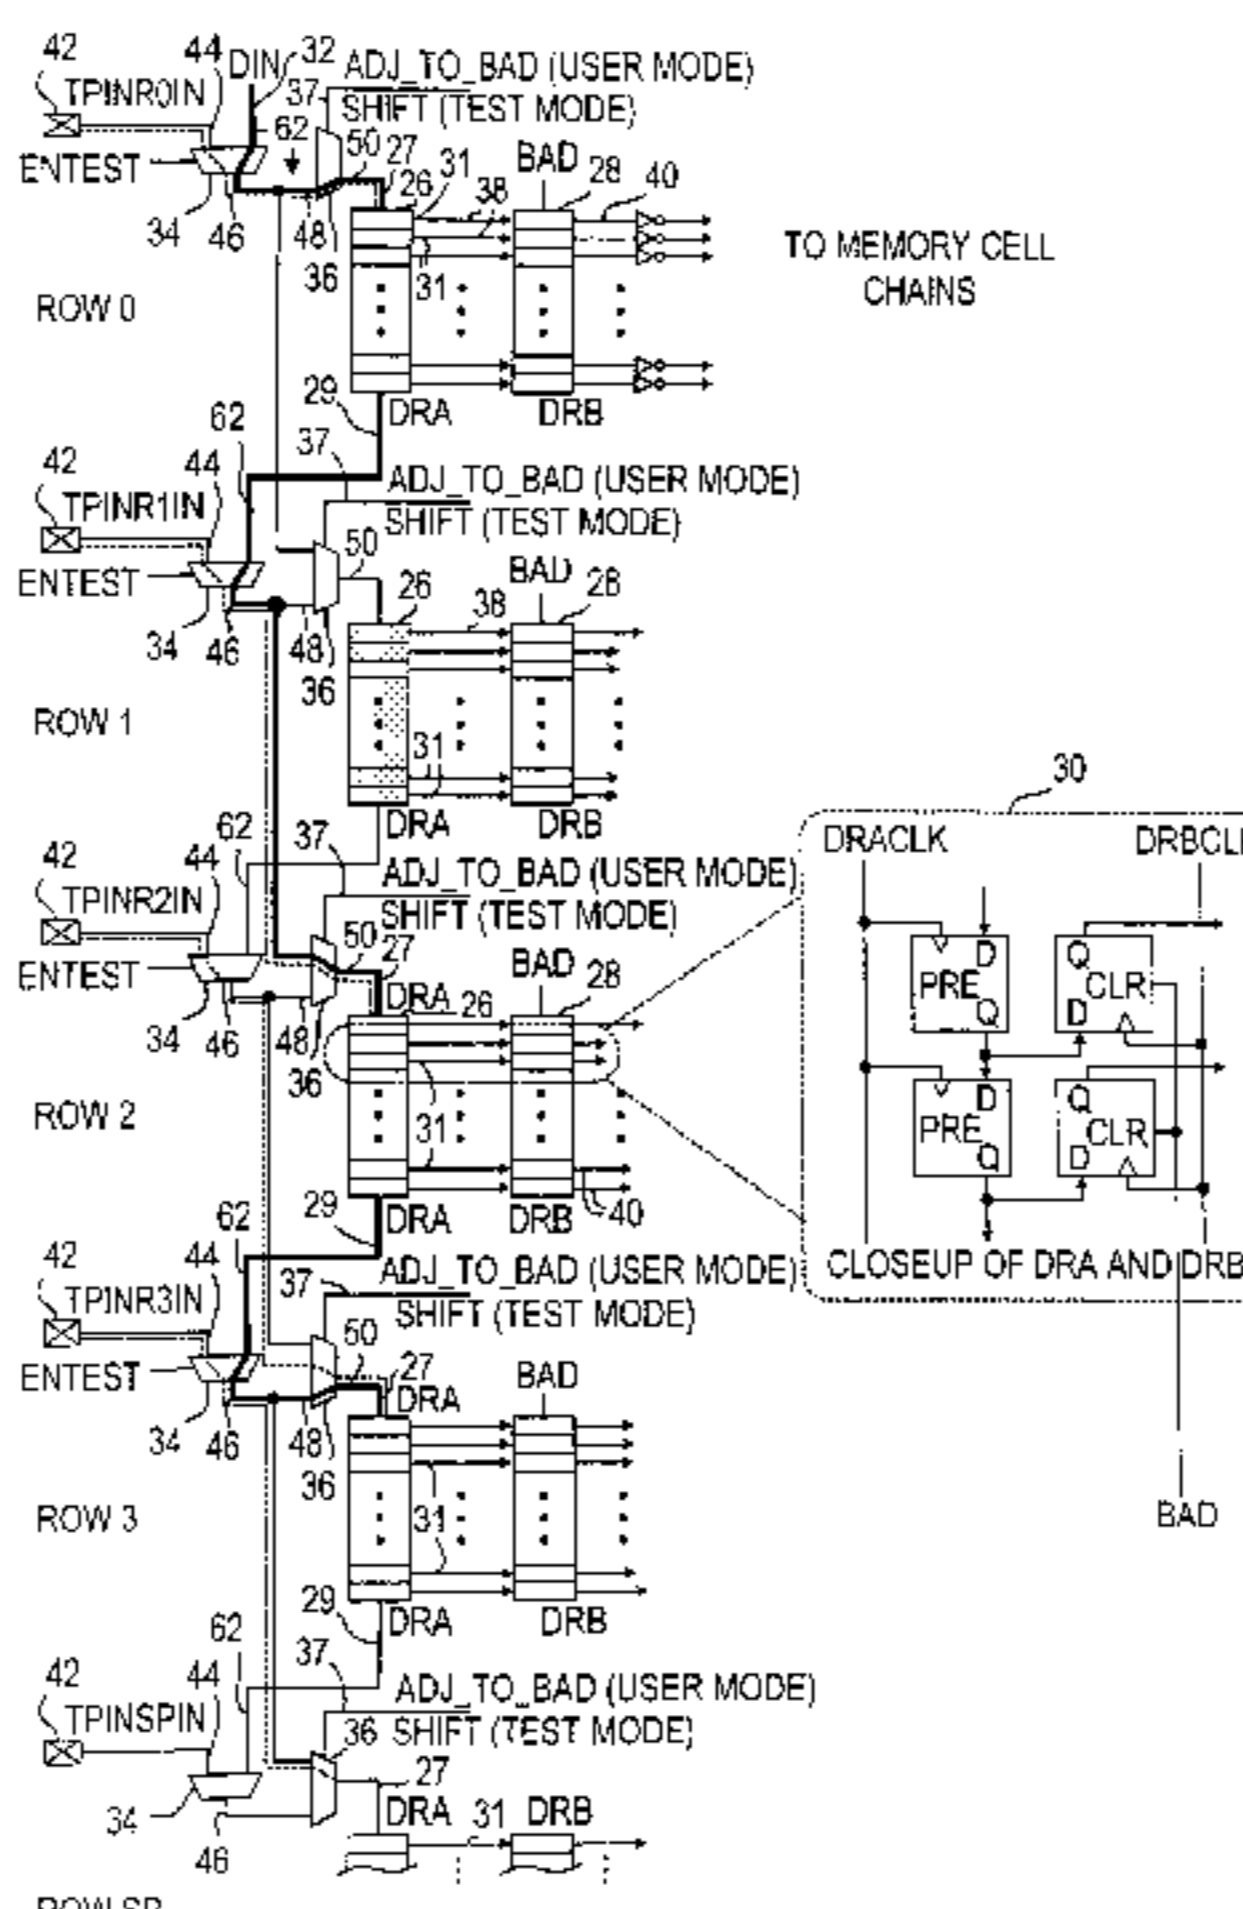 42 44 DIN 32 ADJ_TO_BAD (USER MODE)
TPINR0IN 37 SHIFT (TEST MODE)
62 50 27 31 BAD 28 40
ENTEST 26 38
34 46 48 36 31 TO MEMORY CELL
CHAINS
ROW 0
29 DRA DRB
62 37
42 44 ADJ_TO_BAD (USER MODE)
TPINR1IN SHIFT (TEST MODE)
50 BAD
ENTEST 26 38 28
34 46 48 36
ROW 1
31 30
62 37 DRA DRB DRACLK
42 44 ADJ_TO_BAD (USER MODE)
TPINR2IN SHIFT (TEST MODE)
50 27 BAD D Q
ENTEST DRA 26 28 PRE CLR
34 46 48 Q D
36
ROW 2 31 D Q
PRE CLR
Q D
62 29 DRA DRB 40
42 44 37 ADJ_TO_BAD (USER MODE) CLOSEUP OF DRA AND DRB
TPINR3IN SHIFT (TEST MODE)
50 27 BAD
ENTEST DRA
34 46 48 36
ROW 3 31 BAD
29 DRA DRB
62 37
42 44 ADJ_TO_BAD (USER MODE)
TPINSPIN 36 SHIFT (TEST MODE)
27
34 DRA 31 DRB
46